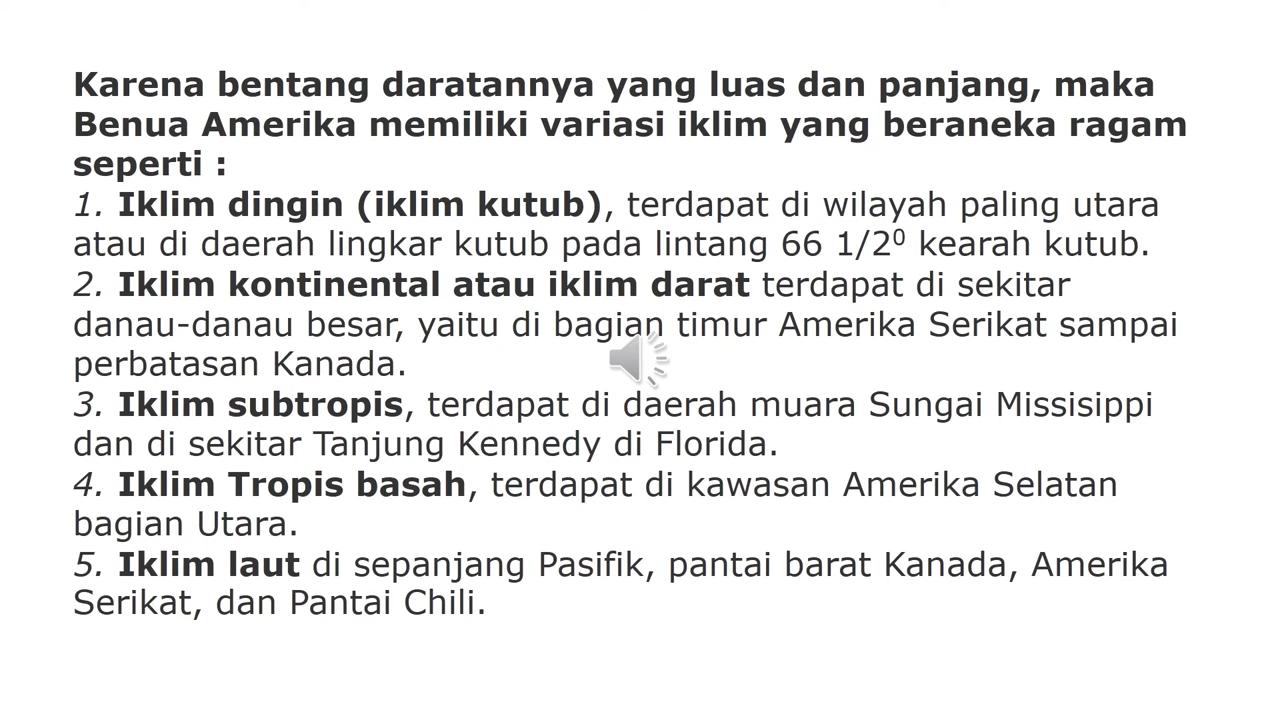 Karena bentang daratannya yang luas dan panjang, maka
Benua Amerika memiliki variasi iklim yang beraneka ragam
seperti :
1. Iklim dingin (iklim kutub), terdapat di wilayah paling utara
atau di daerah lingkar kutub pada lintang 66 1/2⁰ kearah kutub.
2. Iklim kontinental atau iklim darat terdapat di sekitar
danau-danau besar, yaitu di bagian timur Amerika Serikat sampai
perbatasan Kanada.
3. Iklim subtropis, terdapat di daerah muara Sungai Missisippi
dan di sekitar Tanjung Kennedy di Florida.
4. Iklim Tropis basah, terdapat di kawasan Amerika Selatan
bagian Utara.
5. Iklim laut di sepanjang Pasifik, pantai barat Kanada, Amerika
Serikat, dan Pantai Chili.